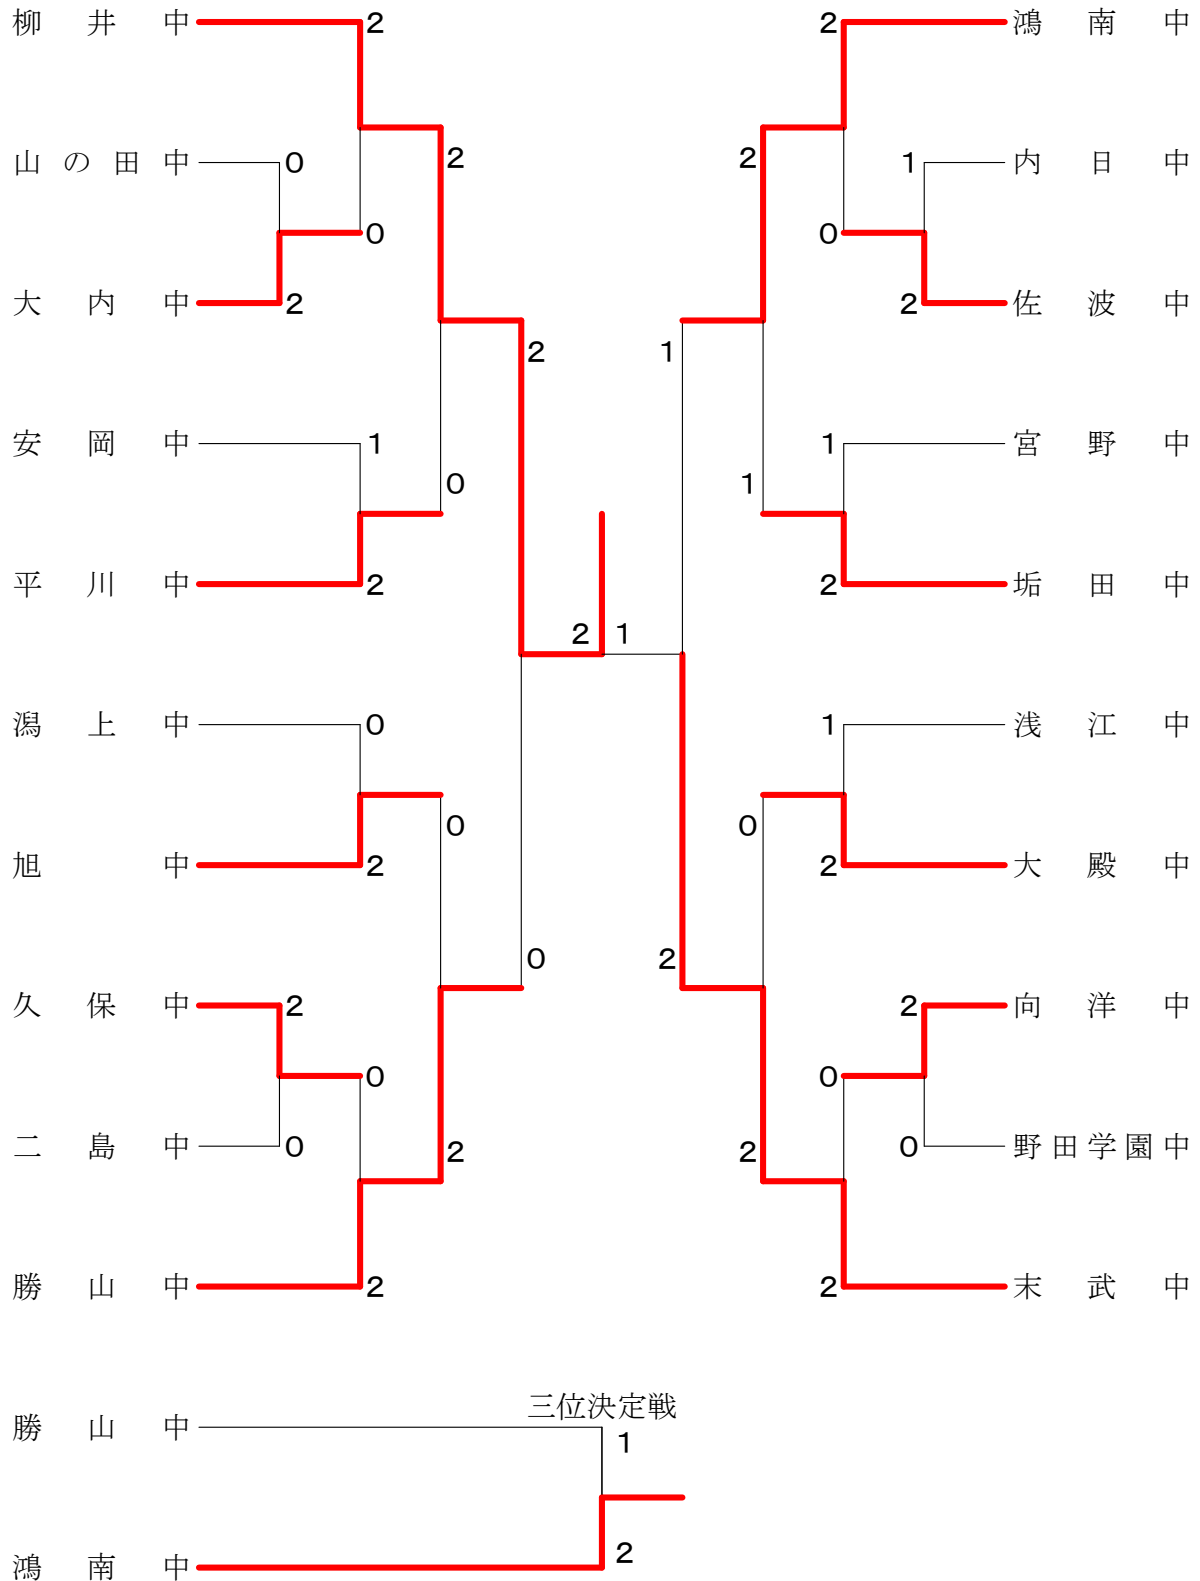 柳井中 2 2 鴻南中
山の田中 0 2 2 1 内日中
0 0
大内中 2 2 佐波中
2 1
安岡中 1 1 宮野中
0 1
平川中 2 2 垢田中
2 1
潟上中 0 1 浅江中
0 0
旭中 2 2 大殿中
0 2
久保中 2 2 向洋中
0 0
二島中 0 2 2 0 野田学園中
勝山中 2 2 末武中
三位決定戦
勝山中 1
鴻南中 2